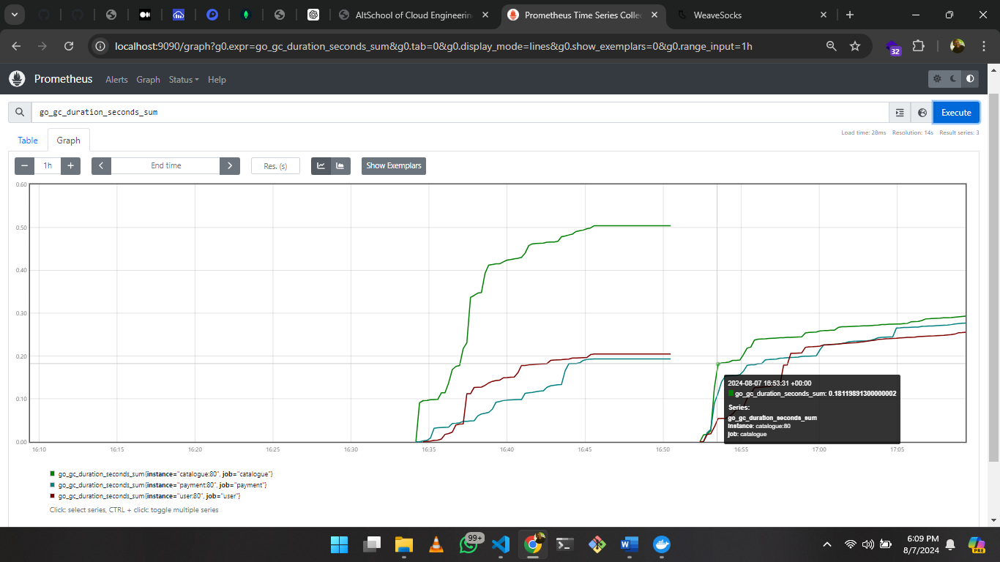 AltSchool of Cloud Engineerin
Prometheus Time Series Colle
WeaveSocks
localhost:9090/graph?g0.expr=go_gc_duration_seconds_sum&g0.tab=0&g0.display_mode=lines&g0.show_exemplars=0&g0.range_input=1h
32
Prometheus Alerts Graph Status Help
go_gc_duration_seconds_sum
Execute
Load time: 28ms Resolution: 14s Result series: 3
Table Graph
1h
End time
Res. (s)
Show Exemplars
0.60
0.50
0.40
0.30
0.20
0.10
0.00
2024-08-07 16:53:31 +00:00
go_gc_duration_seconds_sum: 0.18119891300000002
Series:
go_gc_duration_seconds_sum
instance: catalogue:80
job: catalogue
16:10 16:15 16:20 16:25 16:30 16:35 16:40 16:45 16:50 16:55 17:00 17:05
go_gc_duration_seconds_sum{instance="catalogue:80", job="catalogue"}
go_gc_duration_seconds_sum{instance="payment:80", job="payment"}
go_gc_duration_seconds_sum{instance="user:80", job="user"}
Click: select series, CTRL + click: toggle multiple series
99+
6:09 PM
8/7/2024
PRE